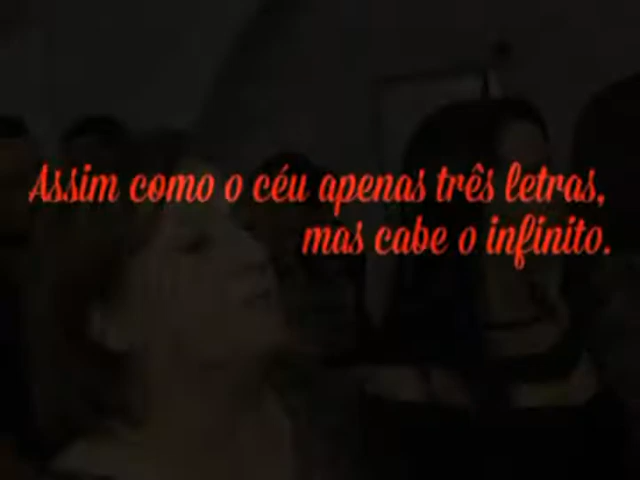 Assim como o céu apenas três letras,
mas cabe o infinito.